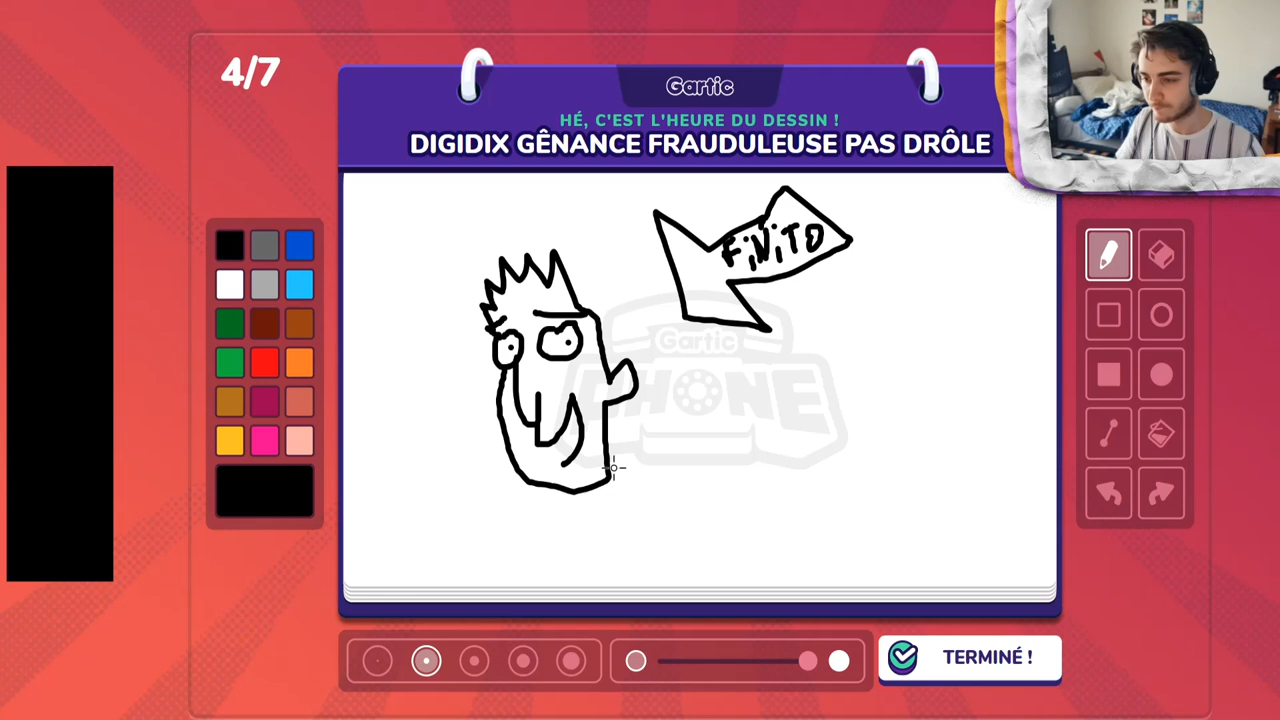 4/7
Gartic
HÉ, C'EST L'HEURE DU DESSIN !
DIGIDIX GÊNANCE FRAUDULEUSE PAS DRÔLE
FiNiTO
Gartic
PHONE
TERMINÉ !